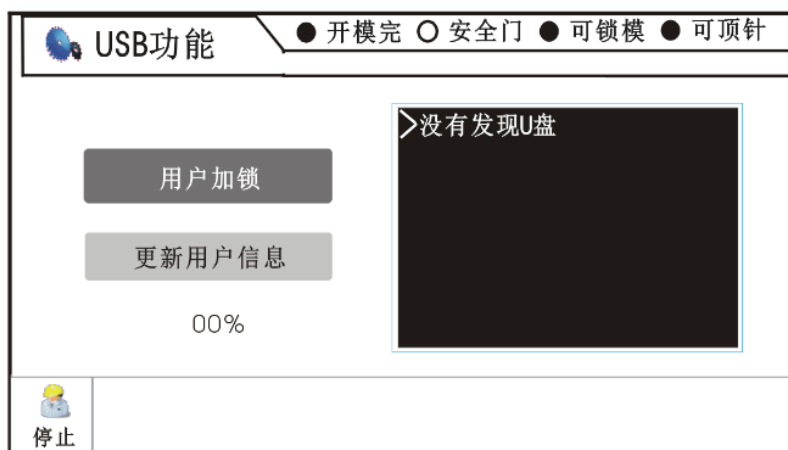 USB功能 ● 开模完 ○ 安全门 ● 可锁模 ● 可顶针
>没有发现U盘
用户加锁
更新用户信息
00%
停止